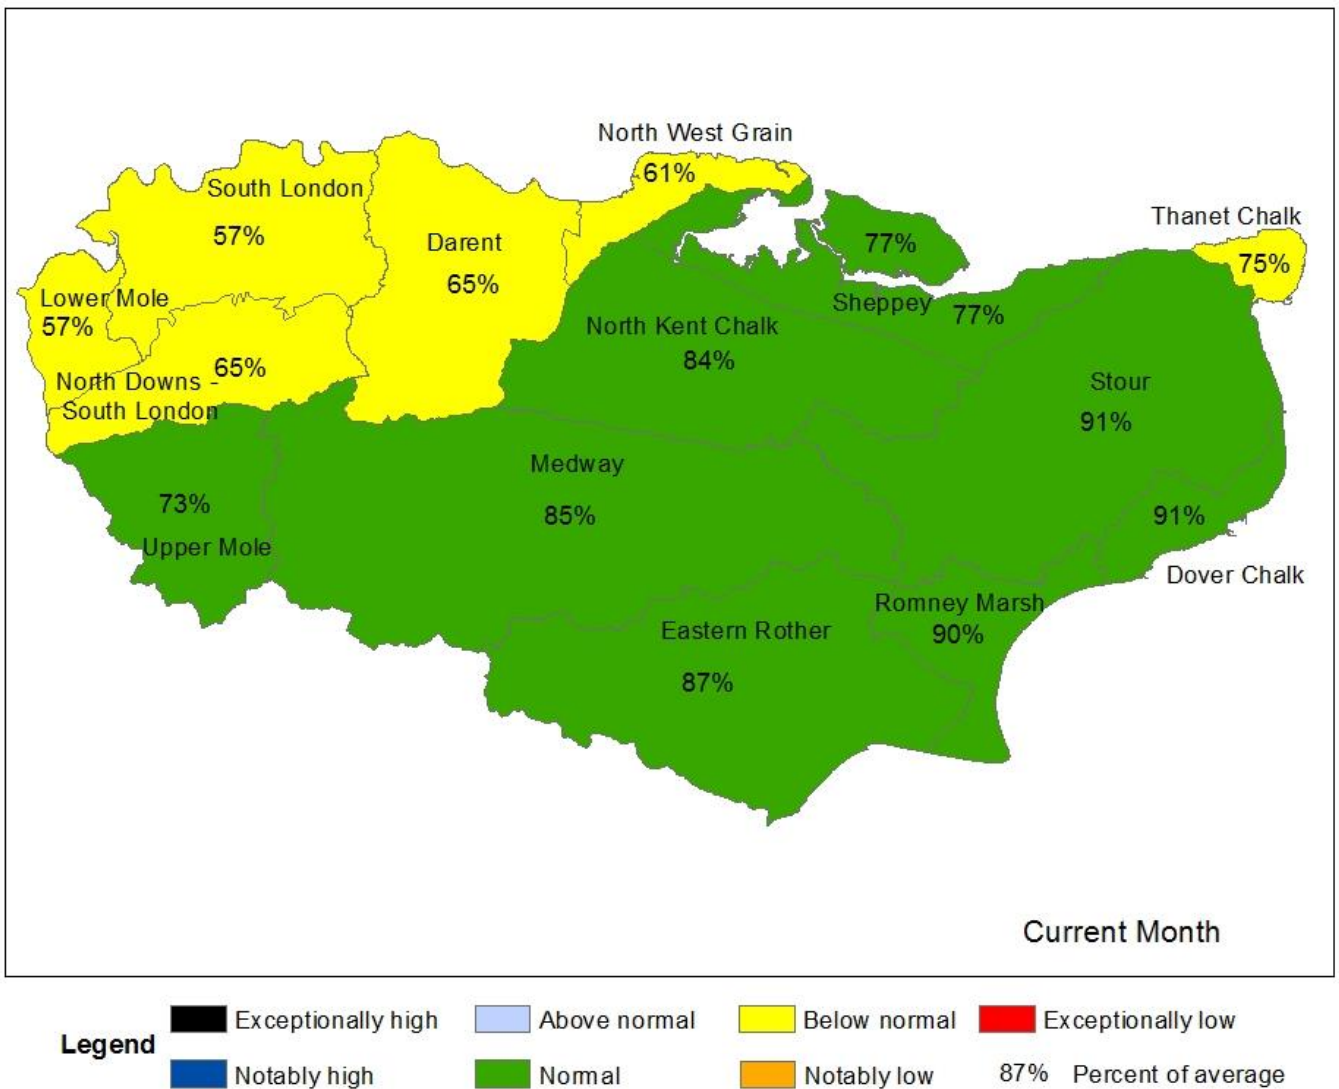 North West Grain
61%
South London
57%
Thanet Chalk
75%
Darent
65%
77%
Lower Mole
57%
Sheppey
77%
North Kent Chalk
84%
65%
North Downs -
South London
Stour
91%
Medway
85%
73%
Upper Mole
91%
Dover Chalk
Romney Marsh
90%
Eastern Rother
87%
Current Month
Legend
Exceptionally high
Above normal
Below normal
Exceptionally low
Notably high
Normal
Notably low
87% Percent of average